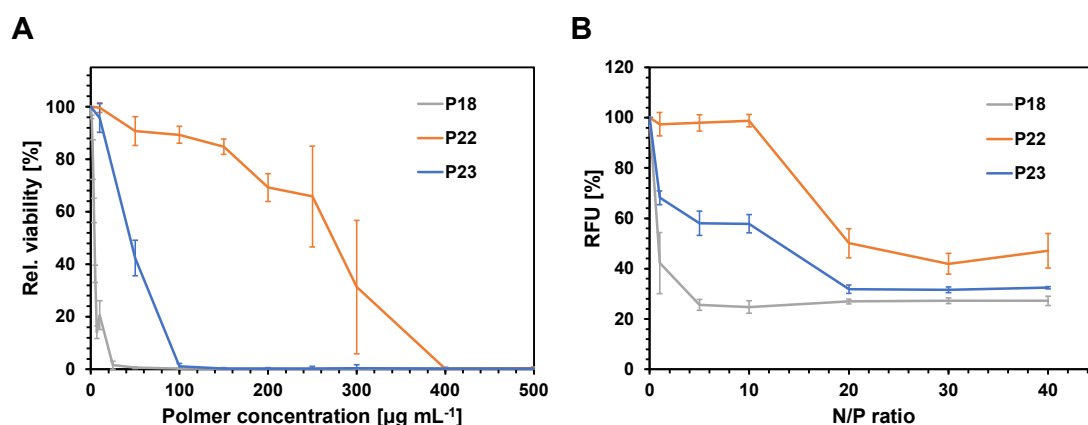 A
Rel. viability [%]
100
80
60
40
20
0
P18
P22
P23
0 100 200 300 400 500
Polmer concentration [µg mL-1]
B
RFU [%]
120
100
80
60
40
20
0
P18
P22
P23
0 10 20 30 40
N/P ratio